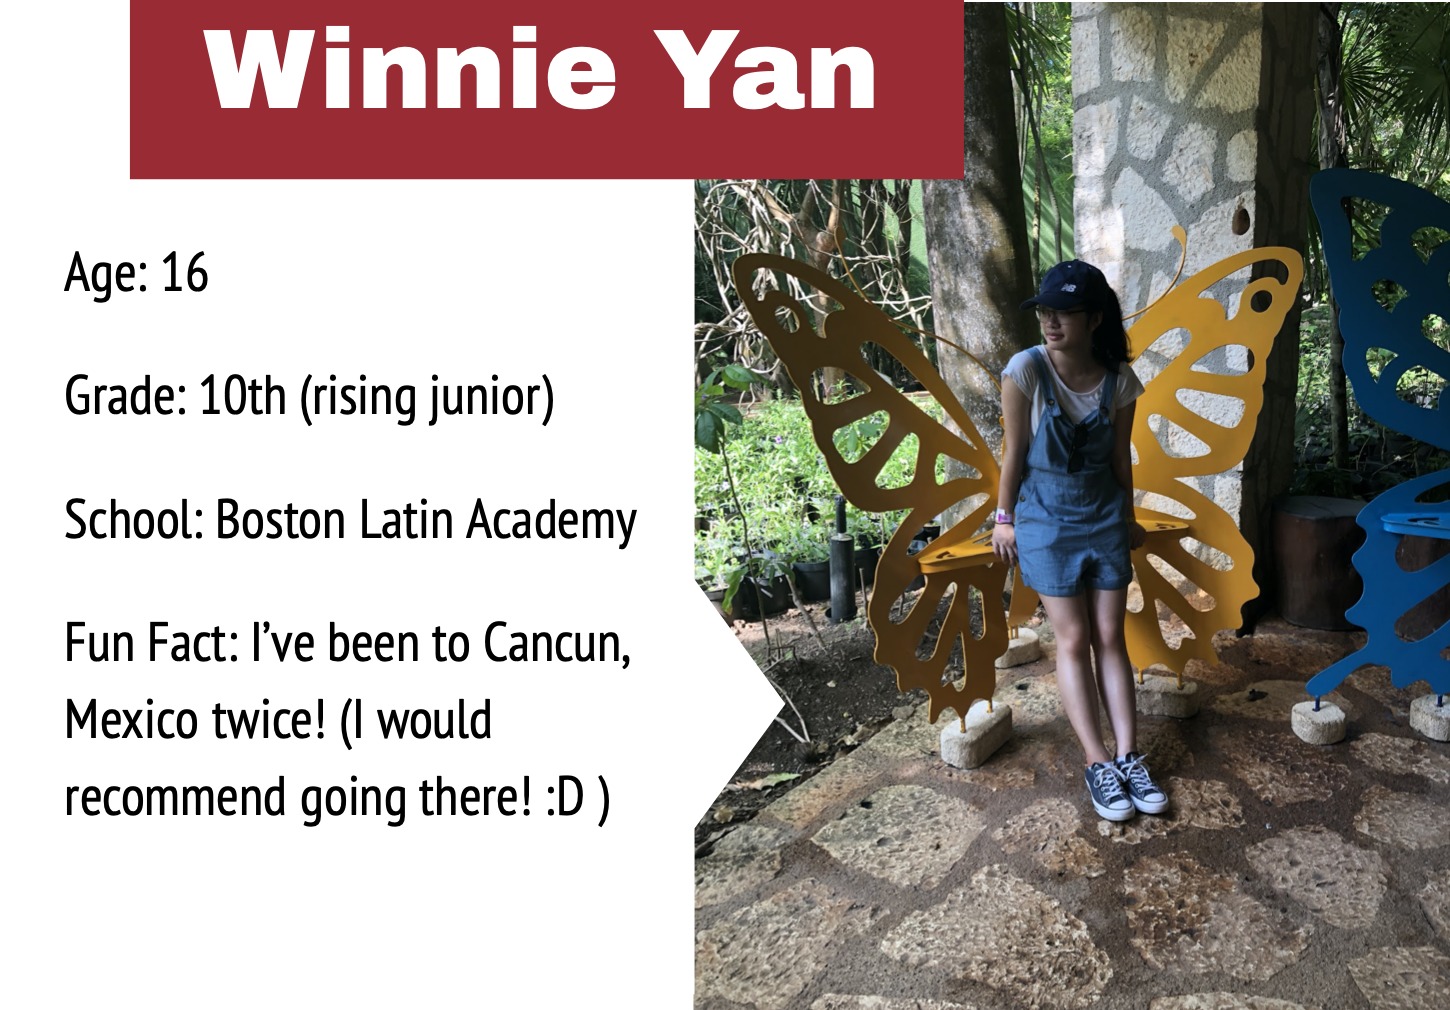 Winnie Yan
Age: 16
Grade: 10th (rising junior)
School: Boston Latin Academy
Fun Fact: I’ve been to Cancun,
Mexico twice! (I would
recommend going there! :D )
NB